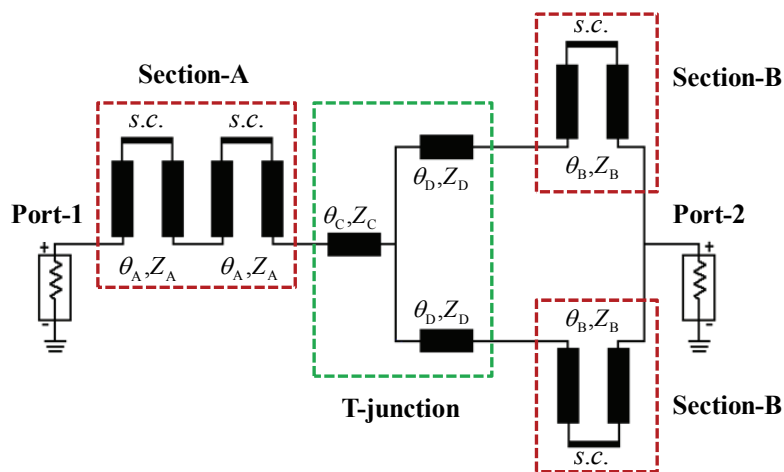 s.c.
Section-A
Section-B
s.c.
s.c.
θB,ZB
θD,ZD
Port-1
θC,ZC
Port-2
+
+
θA,ZA
θA,ZA
-
-
θD,ZD
θB,ZB
T-junction
Section-B
s.c.